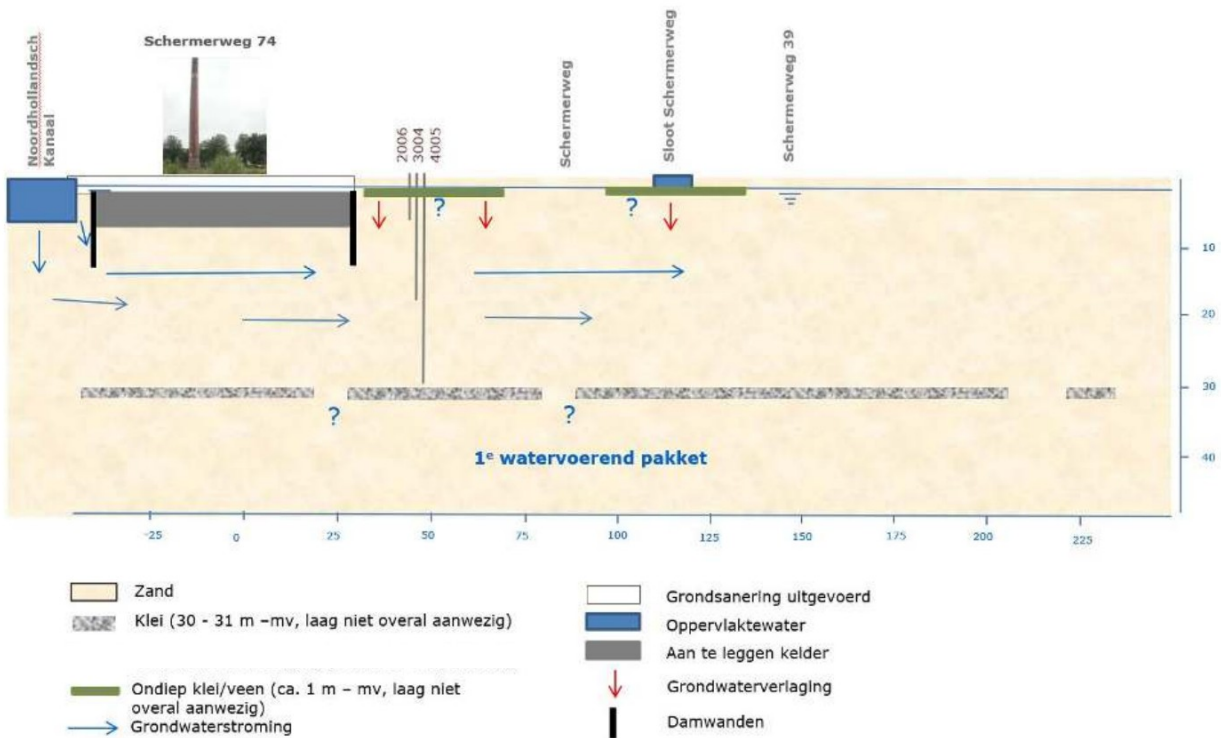 Noordhollandsch
Kanaal
Schermerweg 74
2006
3004
4005
Schermerweg
Sloot Schermerweg
Schermerweg 39
?
?
10
20
30
40
?
?
1e watervoerend pakket
-25
0
25
50
75
100
125
150
175
200
225
Zand
Klei (30 - 31 m –mv, laag niet overal aanwezig)
Ondiep klei/veen (ca. 1 m – mv, laag niet
overal aanwezig)
Grondwaterstroming
Grondsanering uitgevoerd
Oppervlaktewater
Aan te leggen kelder
Grondwaterverlaging
Damwanden